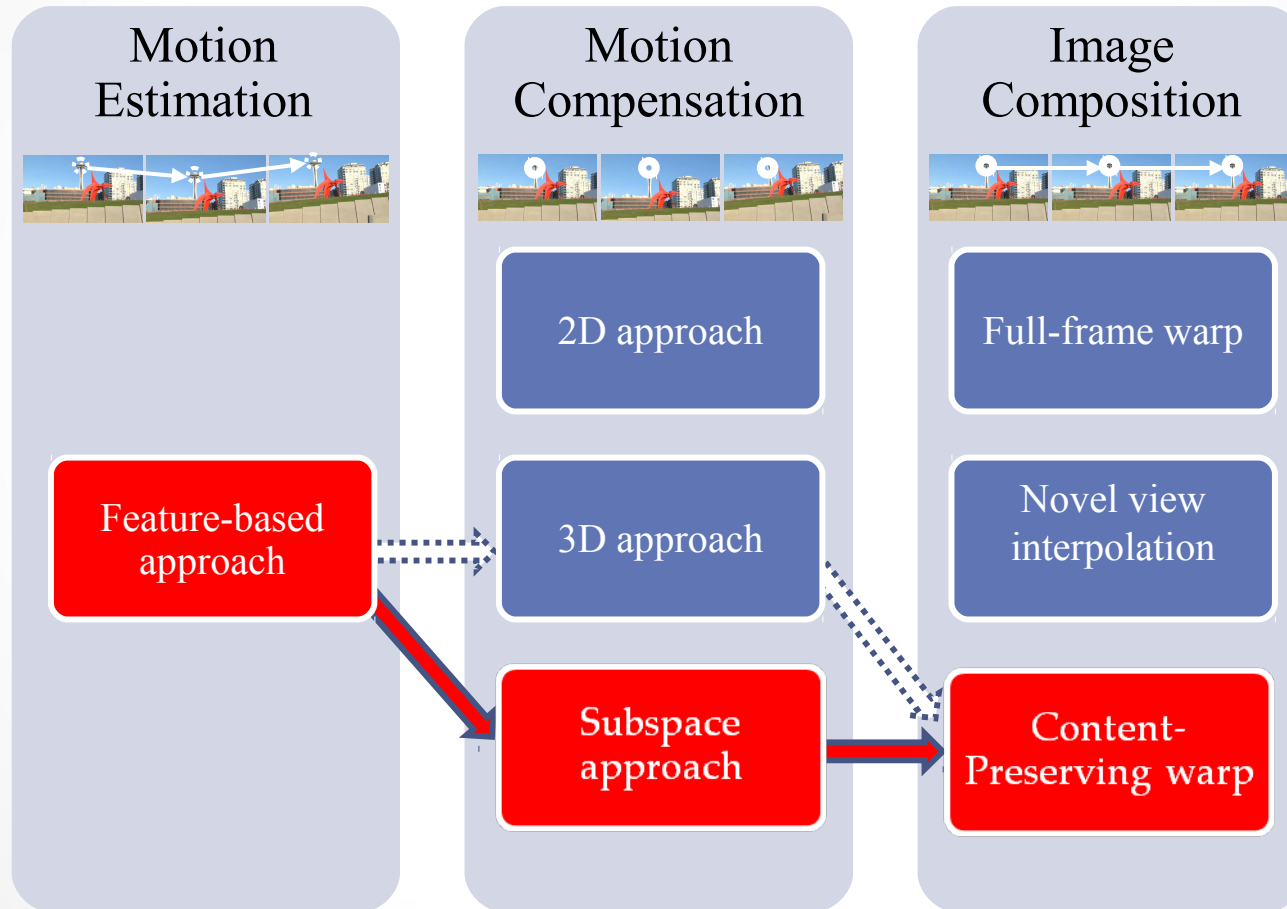 Motion
Estimation
Motion
Compensation
Image
Composition
2D approach
Full-frame warp
Feature-based
approach
3D approach
Novel view
interpolation
Subspace
approach
Content-
Preserving warp